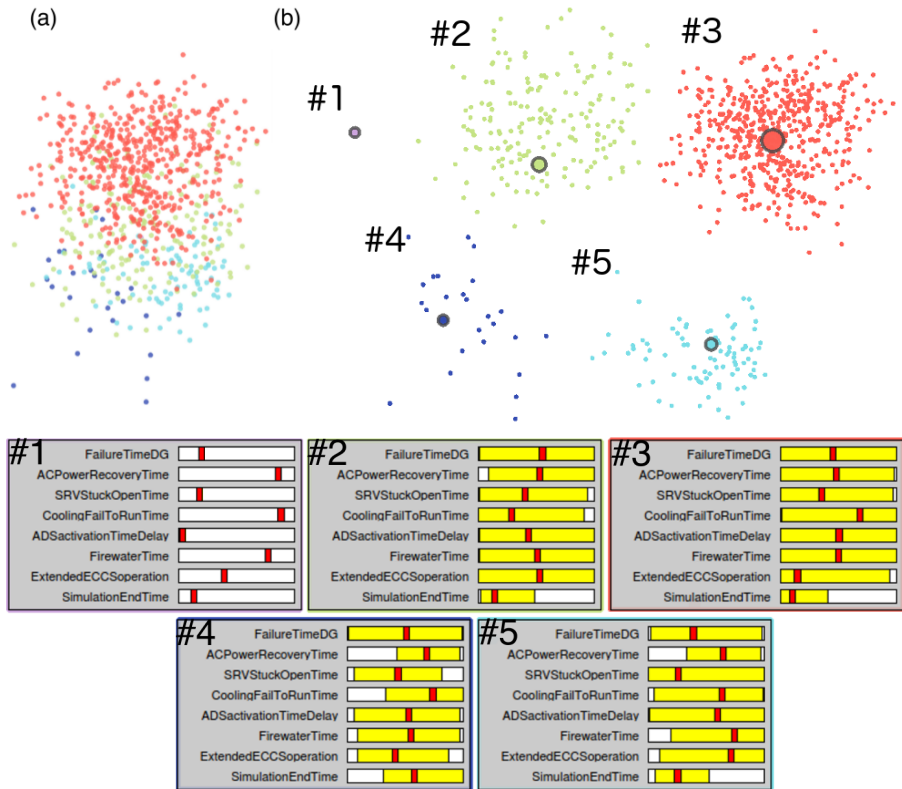 (a)
(b)
#1
#2
#3
#4
#5
#1
FailureTimeDG
ACPowerRecoveryTime
SRVStuckOpenTime
CoolingFailToRunTime
ADSactivationTimeDelay
FirewaterTime
ExtendedECCSoperation
SimulationEndTime
#2
FailureTimeDG
ACPowerRecoveryTime
SRVStuckOpenTime
CoolingFailToRunTime
ADSactivationTimeDelay
FirewaterTime
ExtendedECCSoperation
SimulationEndTime
#3
FailureTimeDG
ACPowerRecoveryTime
SRVStuckOpenTime
CoolingFailToRunTime
ADSactivationTimeDelay
FirewaterTime
ExtendedECCSoperation
SimulationEndTime
#4
FailureTimeDG
ACPowerRecoveryTime
SRVStuckOpenTime
CoolingFailToRunTime
ADSactivationTimeDelay
FirewaterTime
ExtendedECCSoperation
SimulationEndTime
#5
FailureTimeDG
ACPowerRecoveryTime
SRVStuckOpenTime
CoolingFailToRunTime
ADSactivationTimeDelay
FirewaterTime
ExtendedECCSoperation
SimulationEndTime